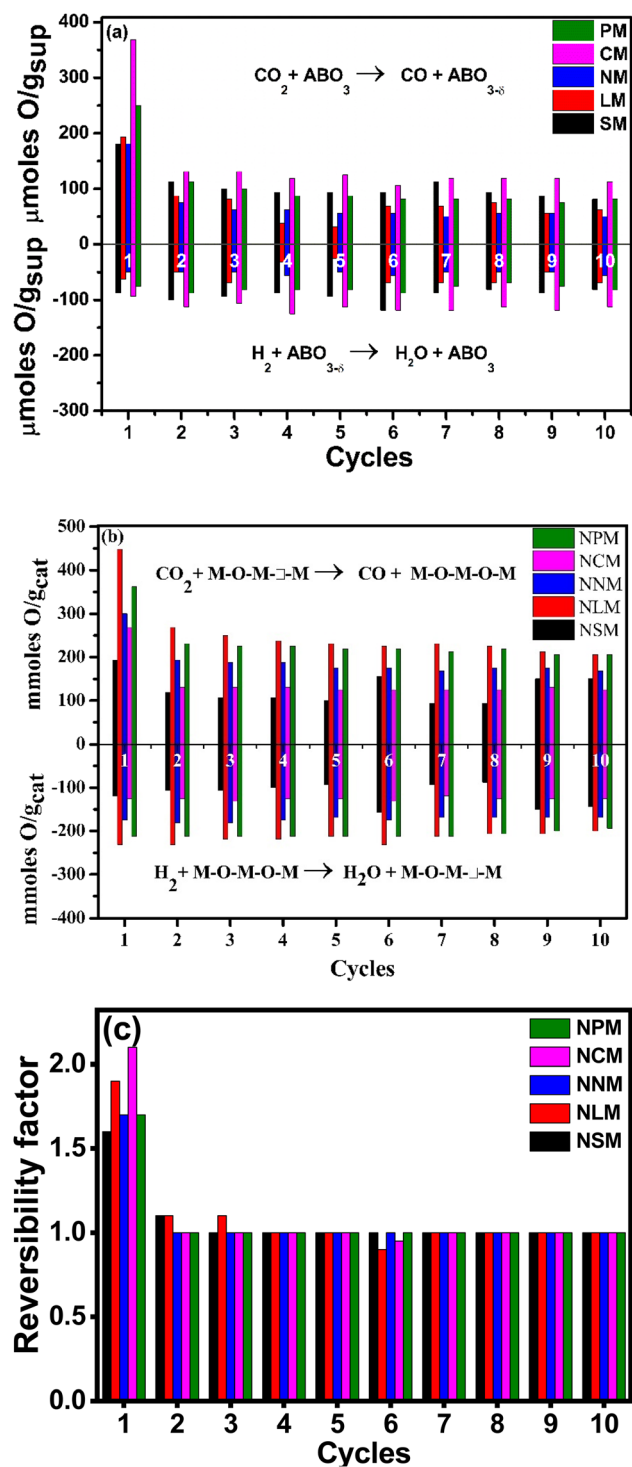 (a)
PM
CM
NM
LM
SM
CO2 + ABO3 → CO + ABO3-δ
400
300
200
100
0
-100
-200
-300
μmoles O/gsup
μmoles O/gsup
1 2 3 4 5 6 7 8 9 10
H2 + ABO3-δ → H2O + ABO3
1 2 3 4 5 6 7 8 9 10
Cycles
(b)
NPM
NCM
NNM
NLM
NSM
CO2 + M-O-M-□-M → CO + M-O-M-O-M
500
400
300
200
100
0
-100
-200
-300
-400
mmoles O/gcat
mmoles O/gcat
1 2 3 4 5 6 7 8 9 10
H2 + M-O-M-O-M → H2O + M-O-M-□-M
1 2 3 4 5 6 7 8 9 10
Cycles
(c)
NPM
NCM
NNM
NLM
NSM
2.0
1.5
1.0
0.5
0.0
Reversibility factor
1 2 3 4 5 6 7 8 9 10
Cycles